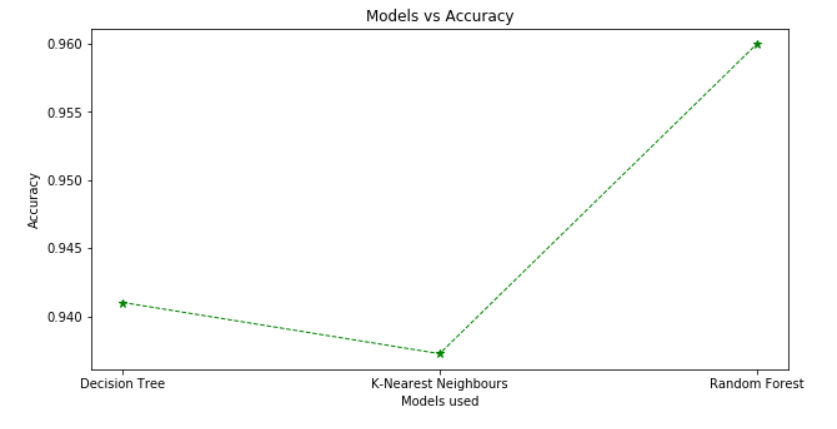 Models vs Accuracy
0.960
0.955
0.950
0.945
0.940
Accuracy
Decision Tree
K-Nearest Neighbours
Random Forest
Models used